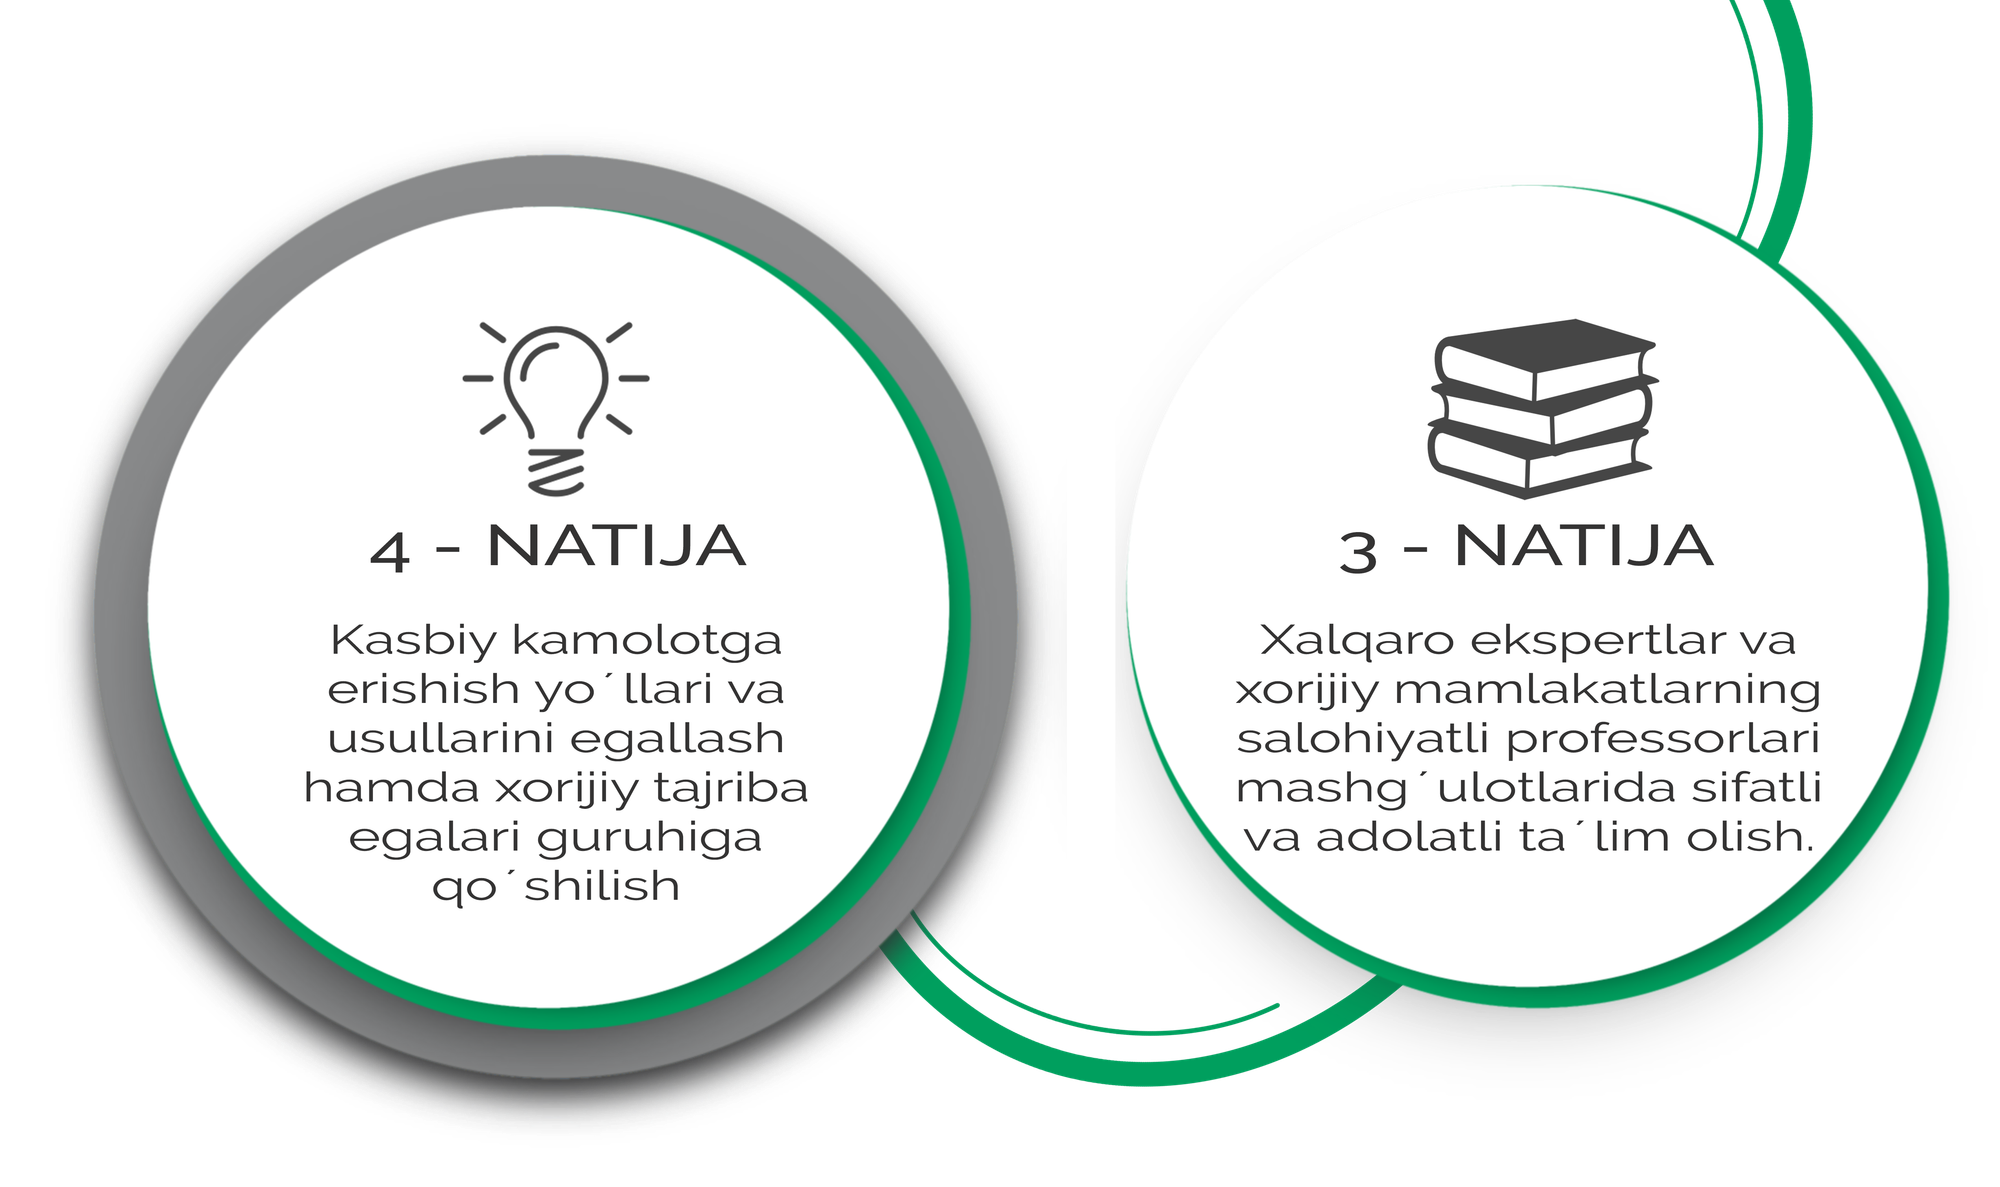 4 - NATIJA
Kasbiy kamolotga
erishish yo´llari va
usullarini egallash
hamda xorijiy tajriba
egalari guruhiga
qo´shilish
3 - NATIJA
Xalqaro ekspertlar va
xorijiy mamlakatlarning
salohiyatli professorlari
mashg´ulotlarida sifatli
va adolatli ta´lim olish.